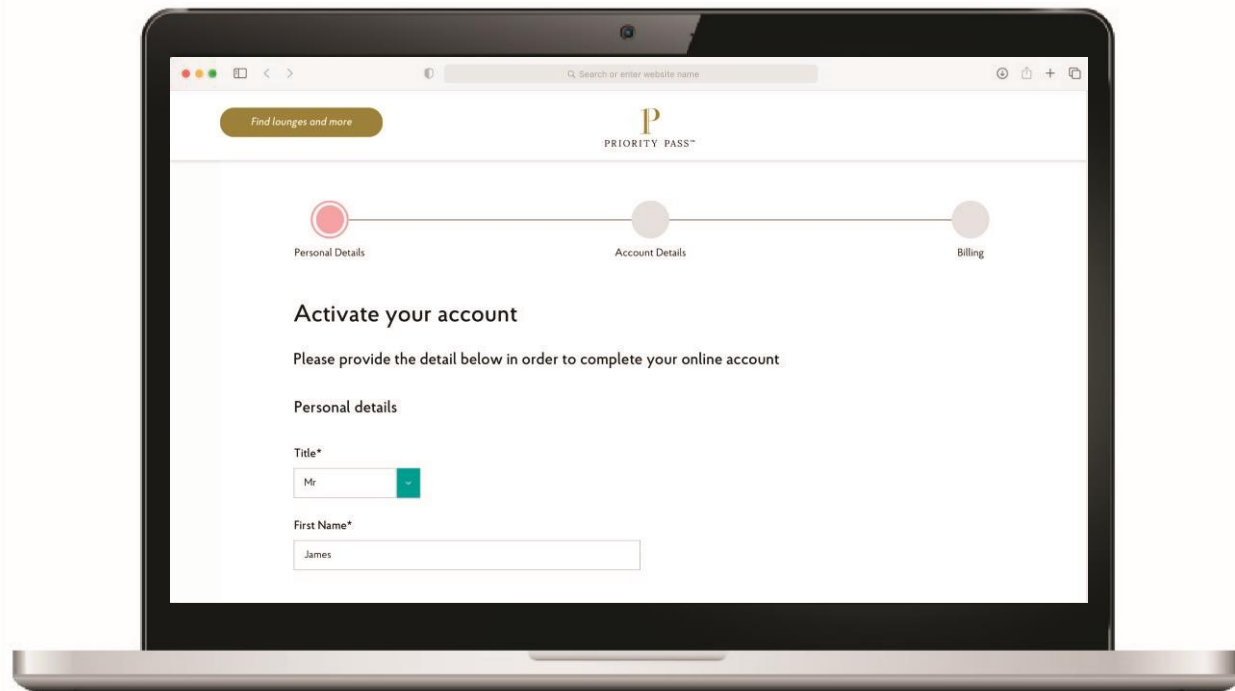 Search or enter website name
Find lounges and more
PRIORITY PASS™
Personal Details
Account Details
Billing
Activate your account
Please provide the detail below in order to complete your online account
Personal details
Title*
Mr
First Name*
James